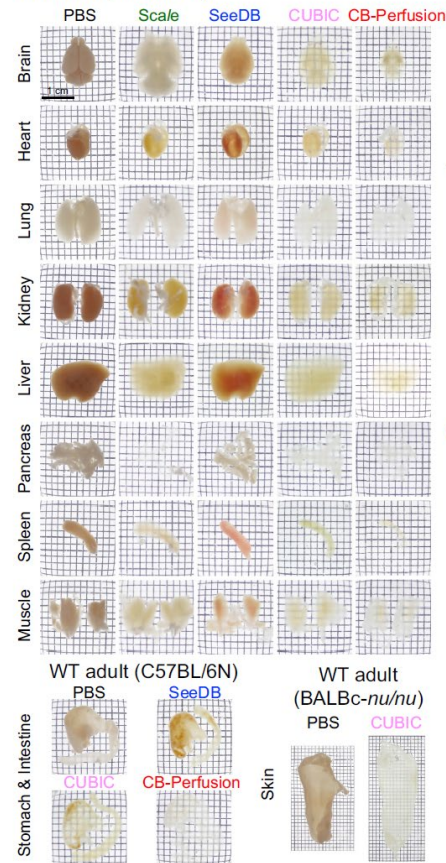 PBS Scale SeeDB CUBIC CB-Perfusion
Brain
1 cm
Heart
Lung
Kidney
Liver
Pancreas
Spleen
Muscle
WT adult (C57BL/6N)
PBS SeeDB
CUBIC CB-Perfusion
Stomach & Intestine
WT adult
(BALBc-nu/nu)
PBS CUBIC
Skin